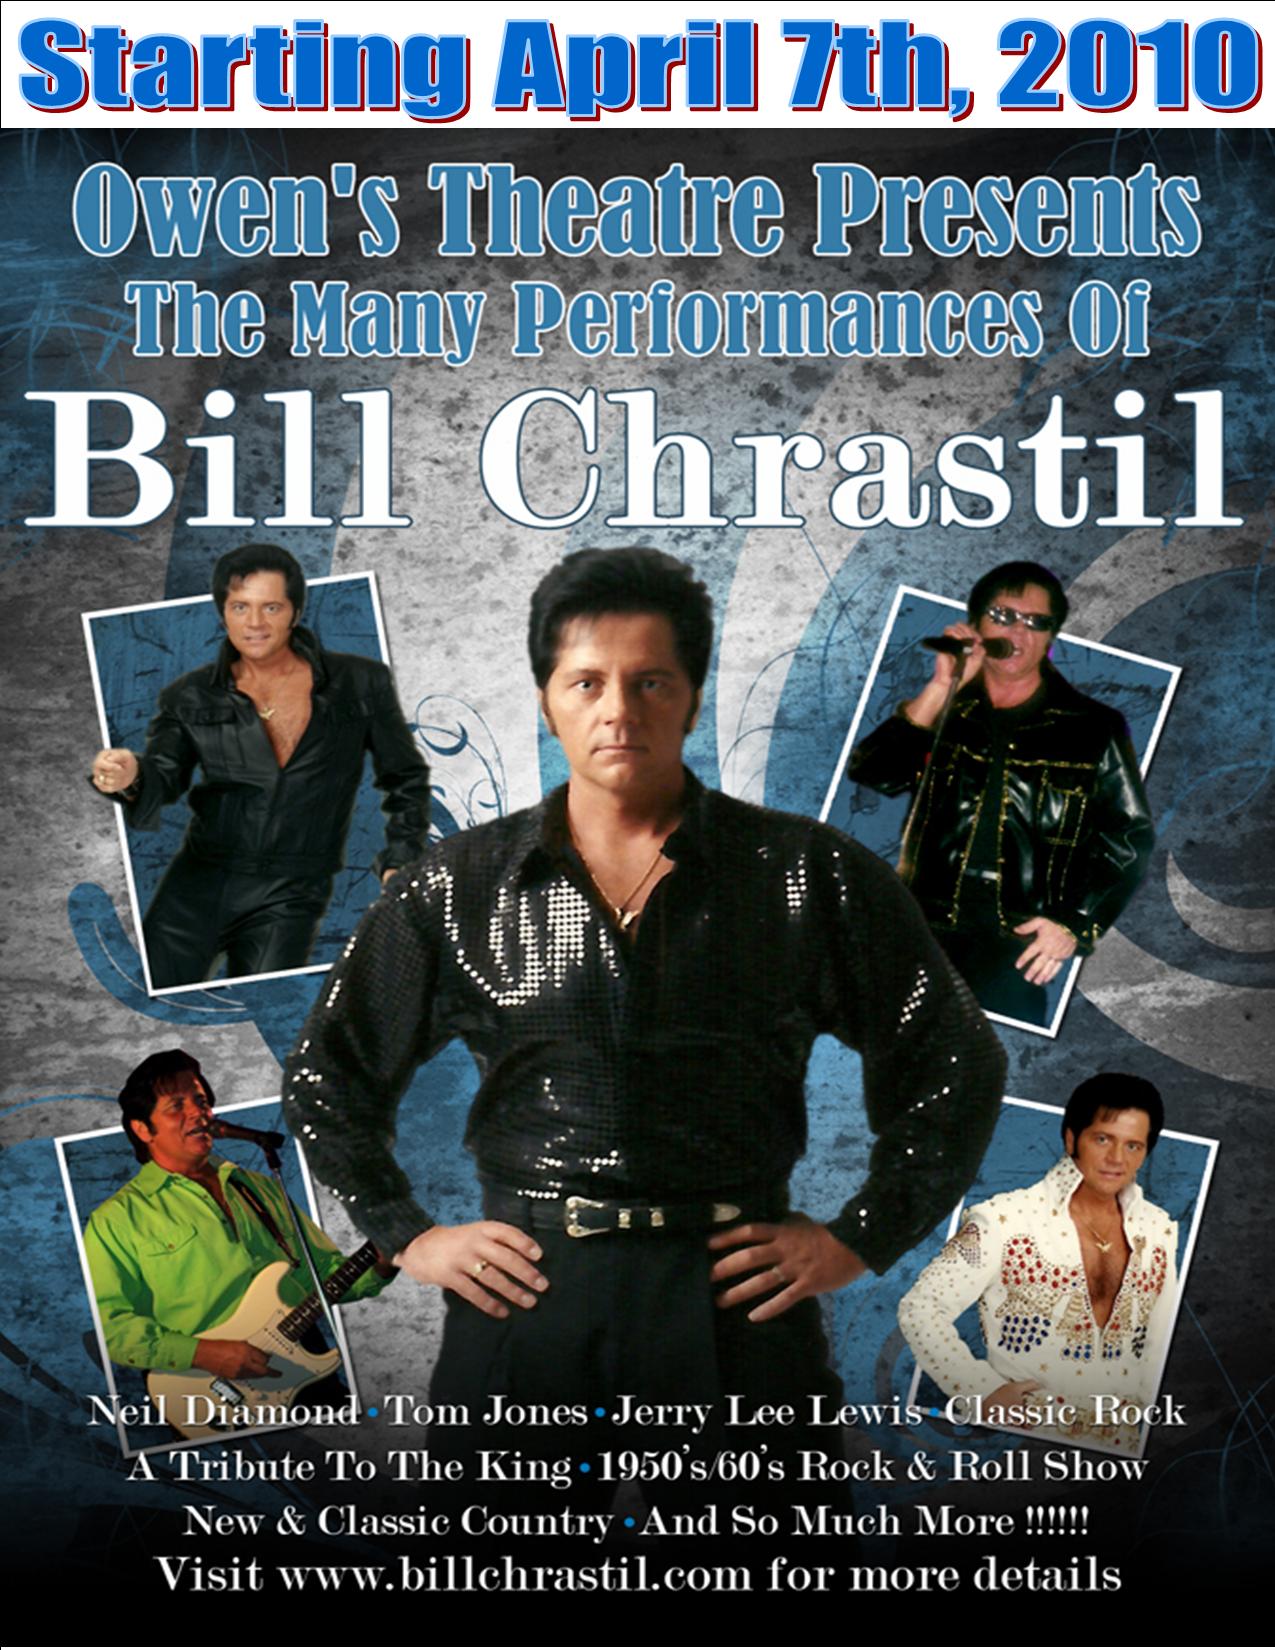 Starting April 7th, 2010
Owen's Theatre Presents
The Many Performances Of
Bill Chrastil
Neil Diamond • Tom Jones • Jerry Lee Lewis • Classic Rock
A Tribute To The King • 1950's/60's Rock & Roll Show
New & Classic Country • And So Much More !!!!!!
Visit www.billchrastil.com for more details